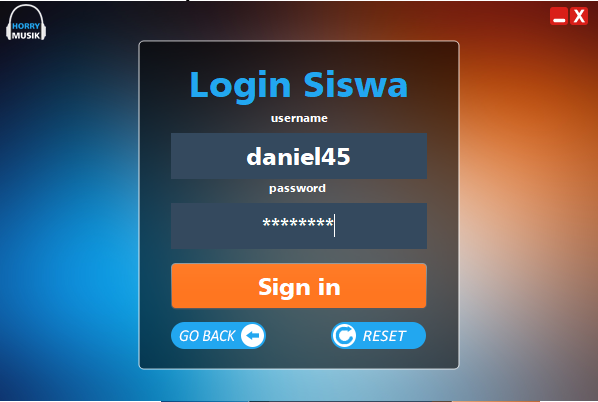 HORRY
MUSIK
X
Login Siswa
username
daniel45
password
********
Sign in
GO BACK
RESET